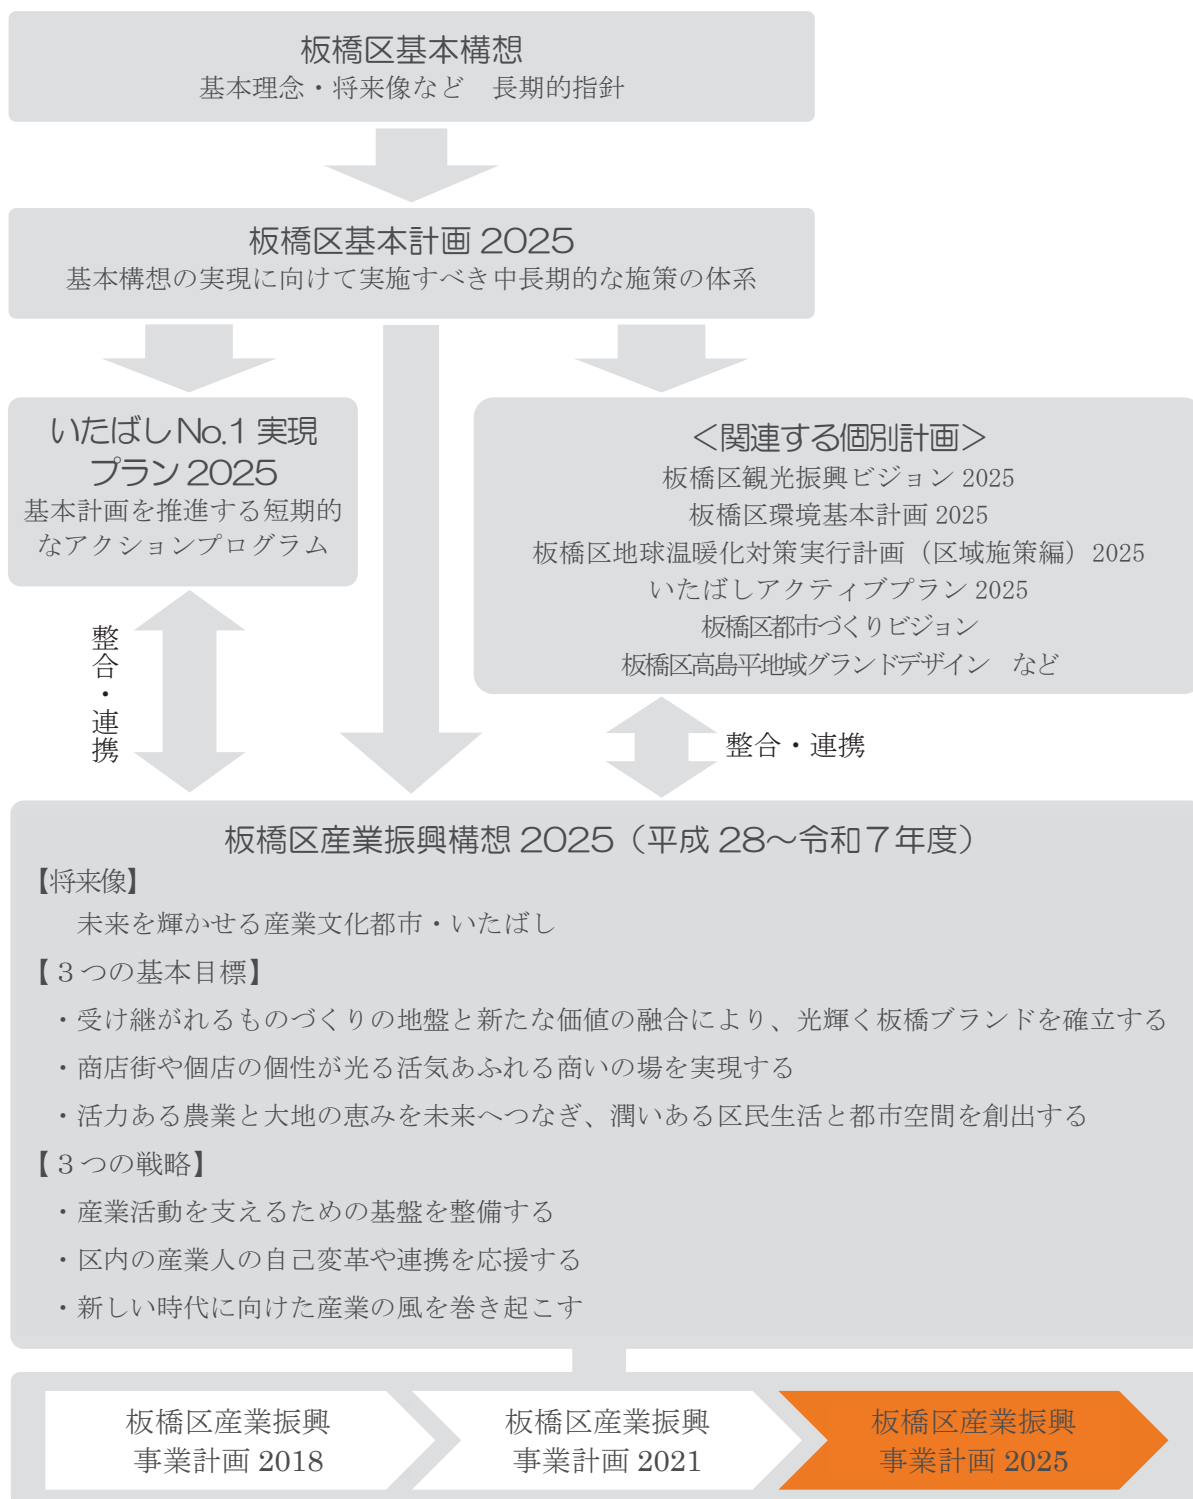 板橋区基本構想
基本理念・将来像など　長期的指針
板橋区基本計画 2025
基本構想の実現に向けて実施すべき中長期的な施策の体系
いたばし No.1 実現
プラン 2025
基本計画を推進する短期的
なアクションプログラム
＜関連する個別計画＞
板橋区観光振興ビジョン 2025
板橋区環境基本計画 2025
板橋区地球温暖化対策実行計画（区域施策編）2025
いたばしアクティブプラン 2025
板橋区都市づくりビジョン
板橋区高島平地域グランドデザイン　など
整合・連携
整合・連携
板橋区産業振興構想 2025（平成 28～令和７年度）
【将来像】
未来を輝かせる産業文化都市・いたばし
【３つの基本目標】
・受け継がれるものづくりの地盤と新たな価値の融合により、光輝く板橋ブランドを確立する
・商店街や個店の個性が光る活気あふれる商いの場を実現する
・活力ある農業と大地の恵みを未来へつなぎ、潤いある区民生活と都市空間を創出する
【３つの戦略】
・産業活動を支えるための基盤を整備する
・区内の産業人の自己変革や連携を応援する
・新しい時代に向けた産業の風を巻き起こす
板橋区産業振興
事業計画 2018
板橋区産業振興
事業計画 2021
板橋区産業振興
事業計画 2025